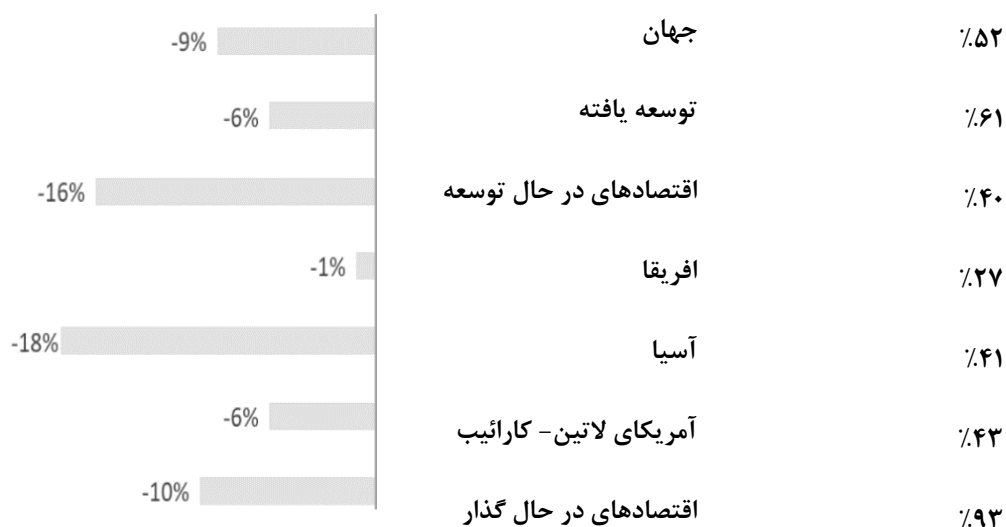 -9% جهان ٪۵۲
-6% توسعه یافته ٪۶۱
-16% اقتصادهای در حال توسعه ٪۴۰
-1% افریقا ٪۲۷
-18% آسیا ٪۴۱
-6% آمریکای لاتین- کارائیب ٪۴۳
-10% اقتصادهای در حال گذار ٪۹۳